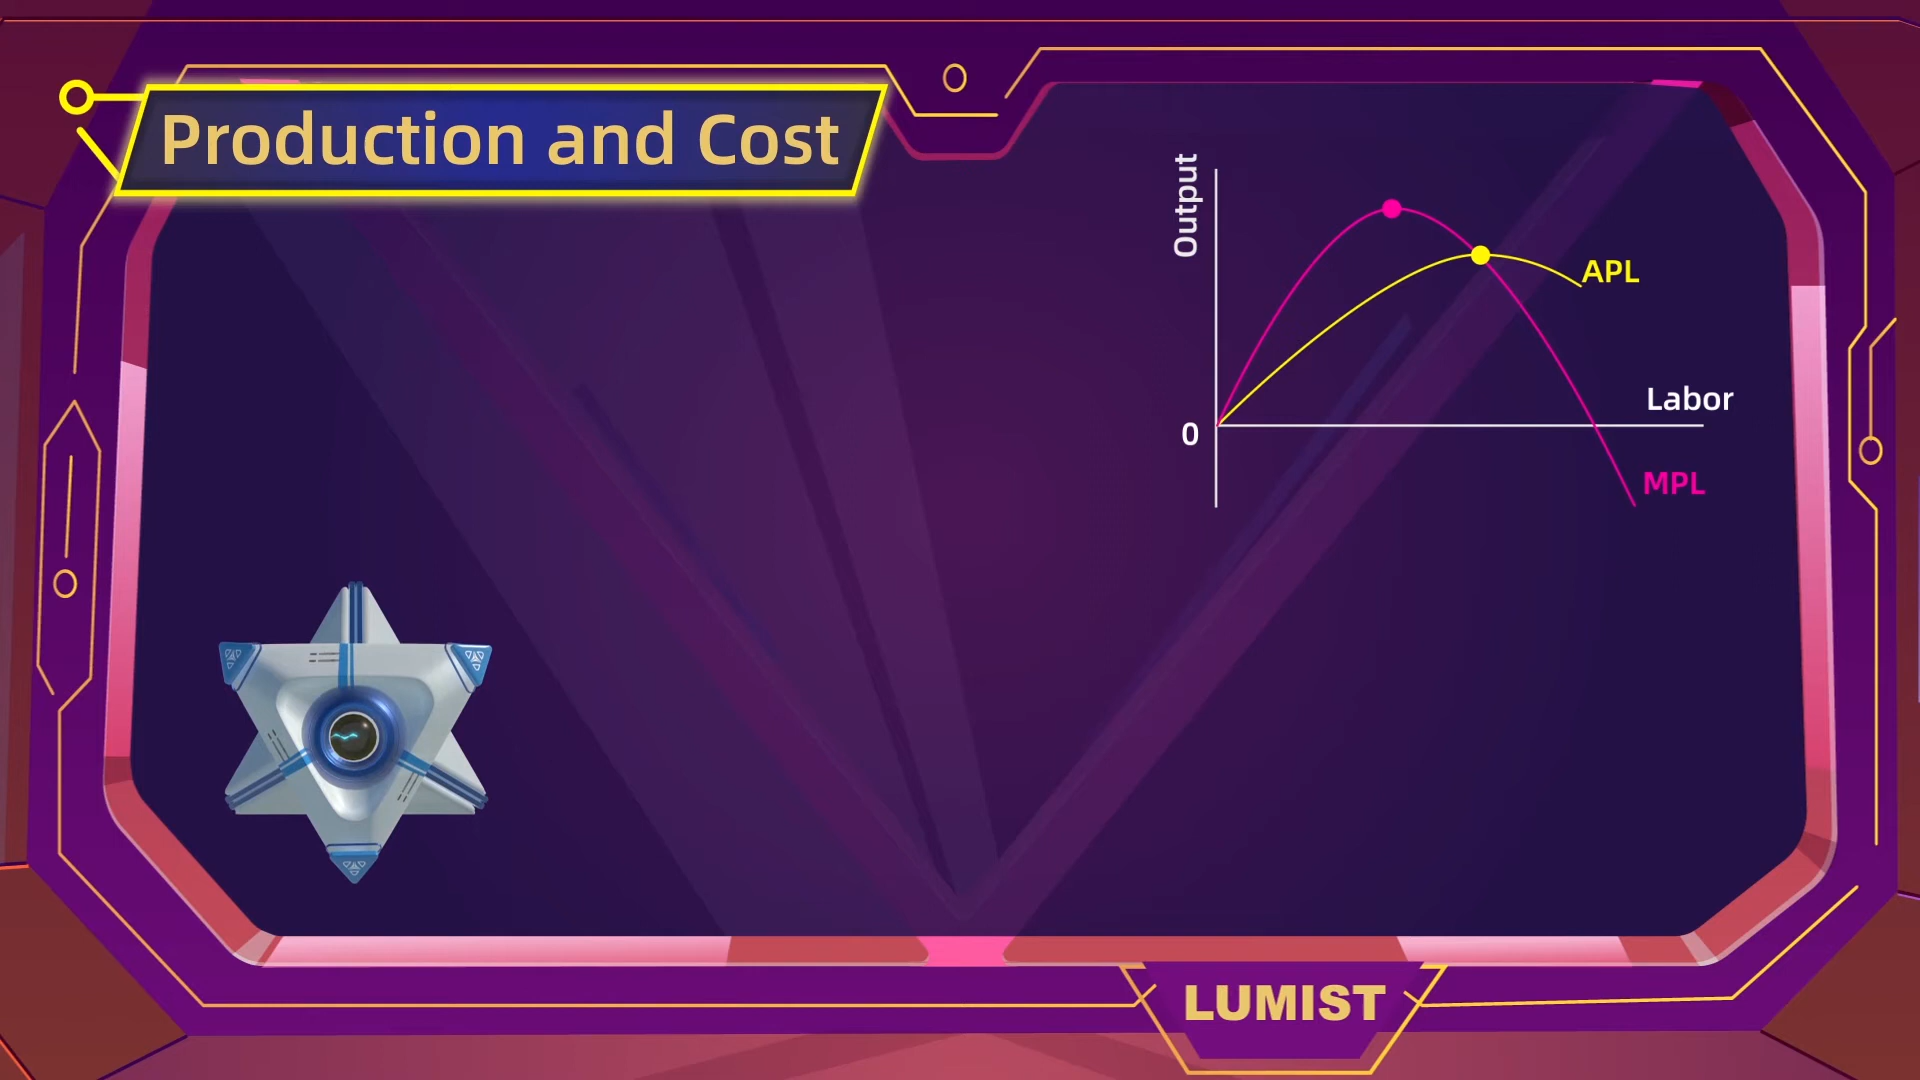 Production and Cost
Output
APL
Labor
0
MPL
LUMIST